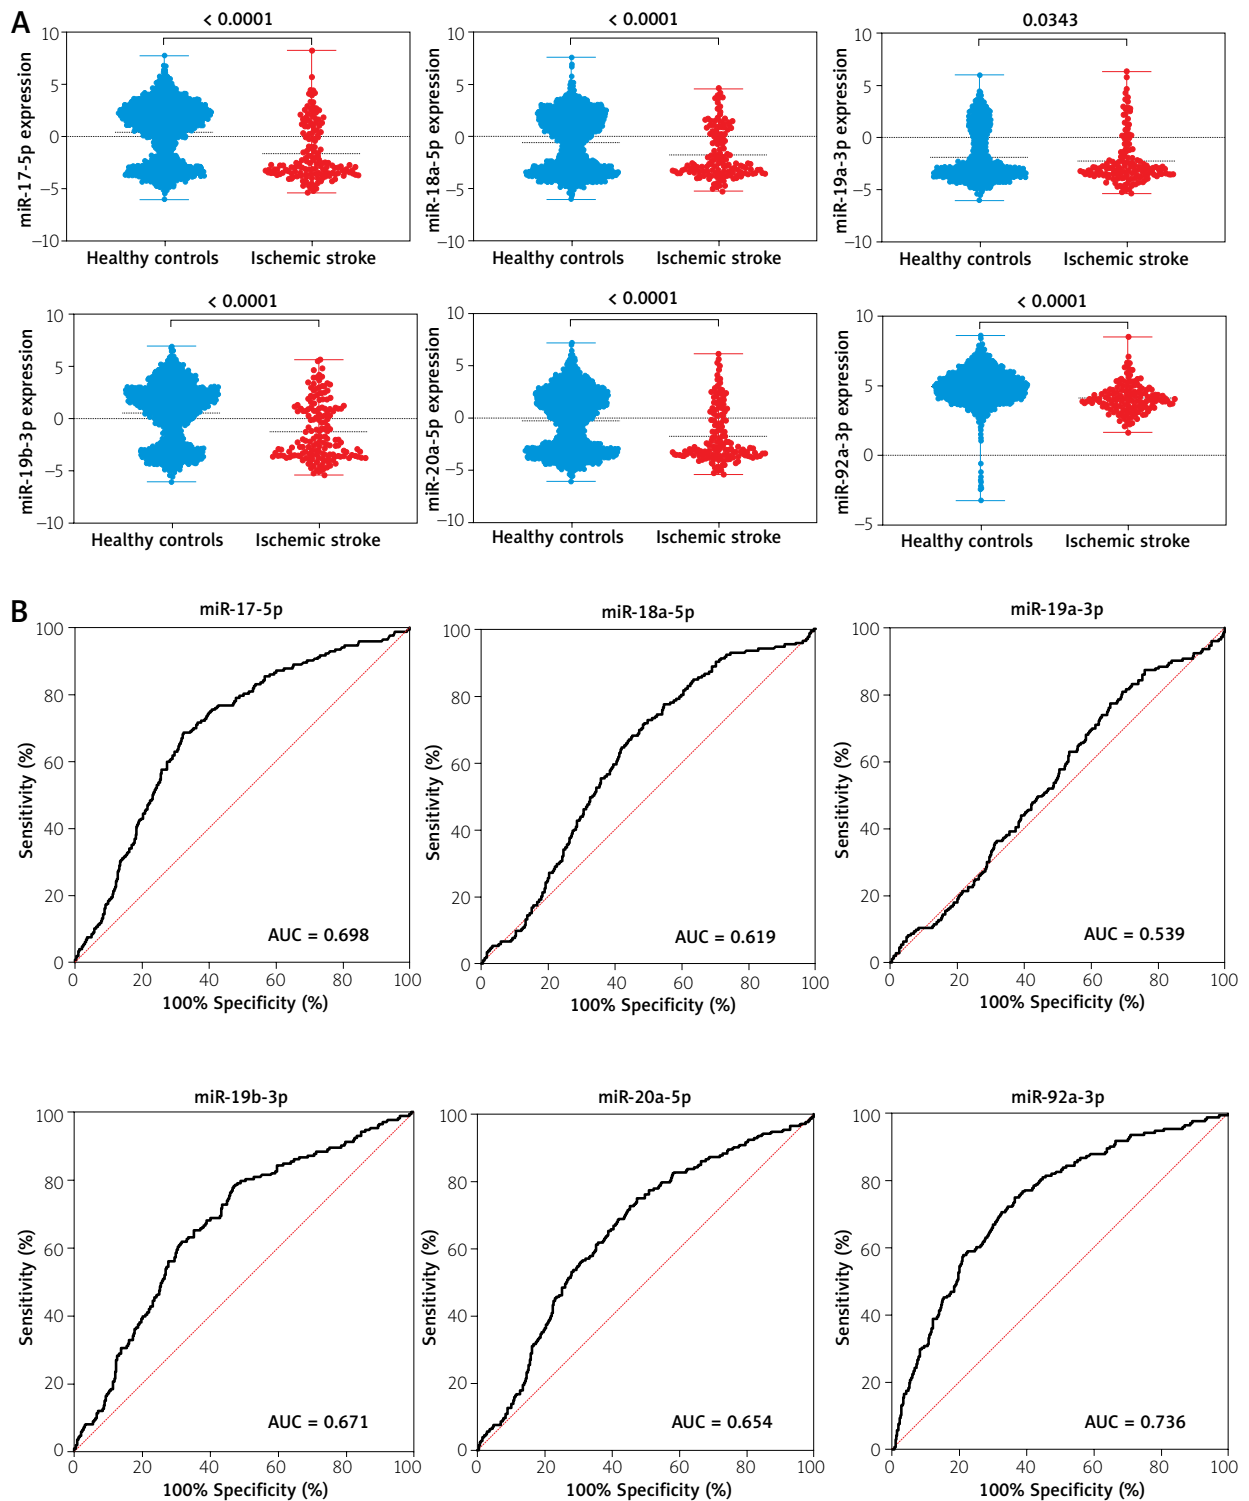 A
< 0.0001
miR-17-5p expression
10
5
0
−5
−10
Healthy controls
Ischemic stroke
< 0.0001
miR-18a-5p expression
10
5
0
−5
−10
Healthy controls
Ischemic stroke
0.0343
miR-19a-3p expression
10
5
0
−5
−10
Healthy controls
Ischemic stroke
< 0.0001
miR-19b-3p expression
10
5
0
−5
−10
Healthy controls
Ischemic stroke
< 0.0001
miR-20a-5p expression
10
5
0
−5
−10
Healthy controls
Ischemic stroke
< 0.0001
miR-92a-3p expression
10
5
0
−5
Healthy controls
Ischemic stroke
B
miR-17-5p
Sensitivity (%)
100
80
60
40
20
0
AUC = 0.698
0 20 40 60 80 100
100% Specificity (%)
miR-18a-5p
Sensitivity (%)
100
80
60
40
20
0
AUC = 0.619
0 20 40 60 80 100
100% Specificity (%)
miR-19a-3p
Sensitivity (%)
100
80
60
40
20
0
AUC = 0.539
0 20 40 60 80 100
100% Specificity (%)
miR-19b-3p
Sensitivity (%)
100
80
60
40
20
0
AUC = 0.671
0 20 40 60 80 100
100% Specificity (%)
miR-20a-5p
Sensitivity (%)
100
80
60
40
20
0
AUC = 0.654
0 20 40 60 80 100
100% Specificity (%)
miR-92a-3p
Sensitivity (%)
100
80
60
40
20
0
AUC = 0.736
0 20 40 60 80 100
100% Specificity (%)